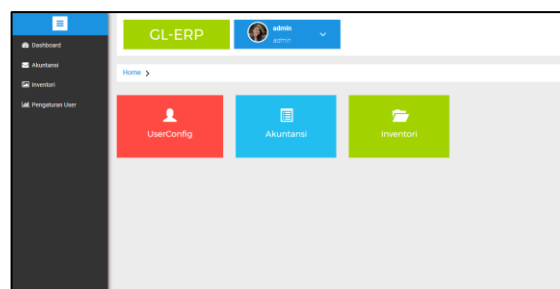 GL-ERP
admin
admin
Dashboard
Akuntansi
Inventori
Pengaturan User
Home
UserConfig
Akuntansi
Inventori